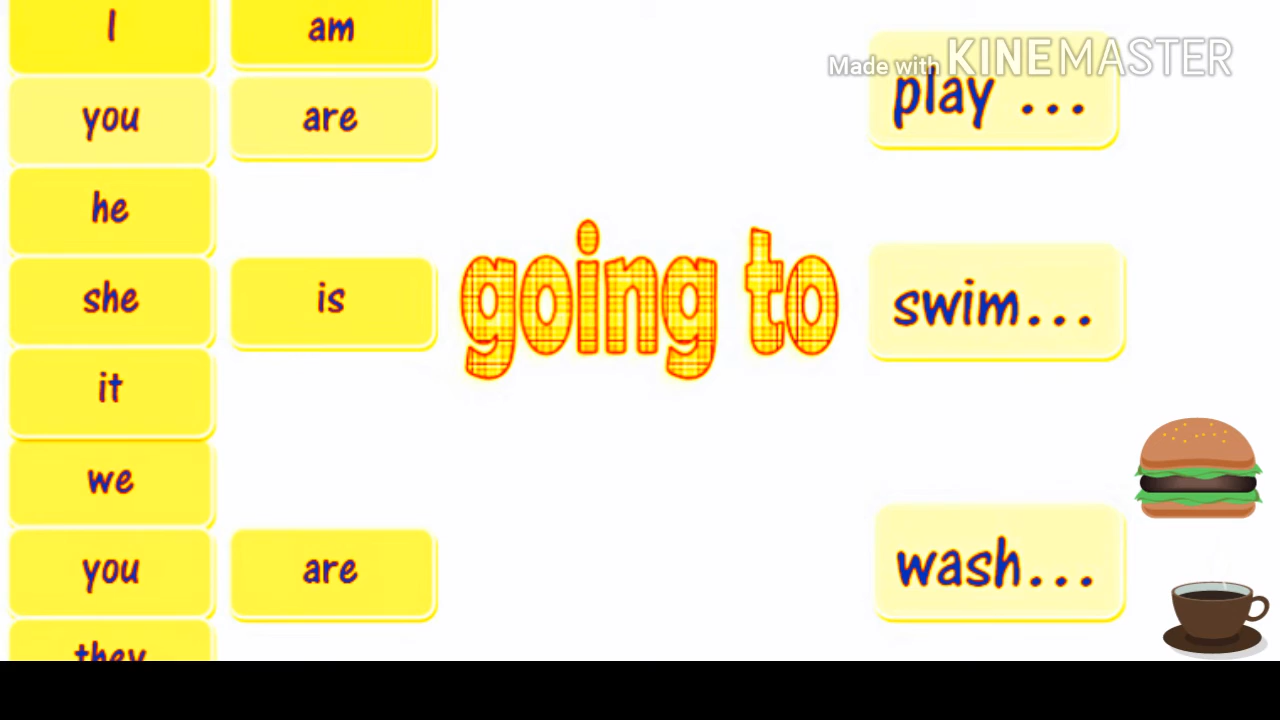 I am
Made with KINEMASTER
play ...
you are
he
she is
going to
swim...
it
we
you are
wash...
they